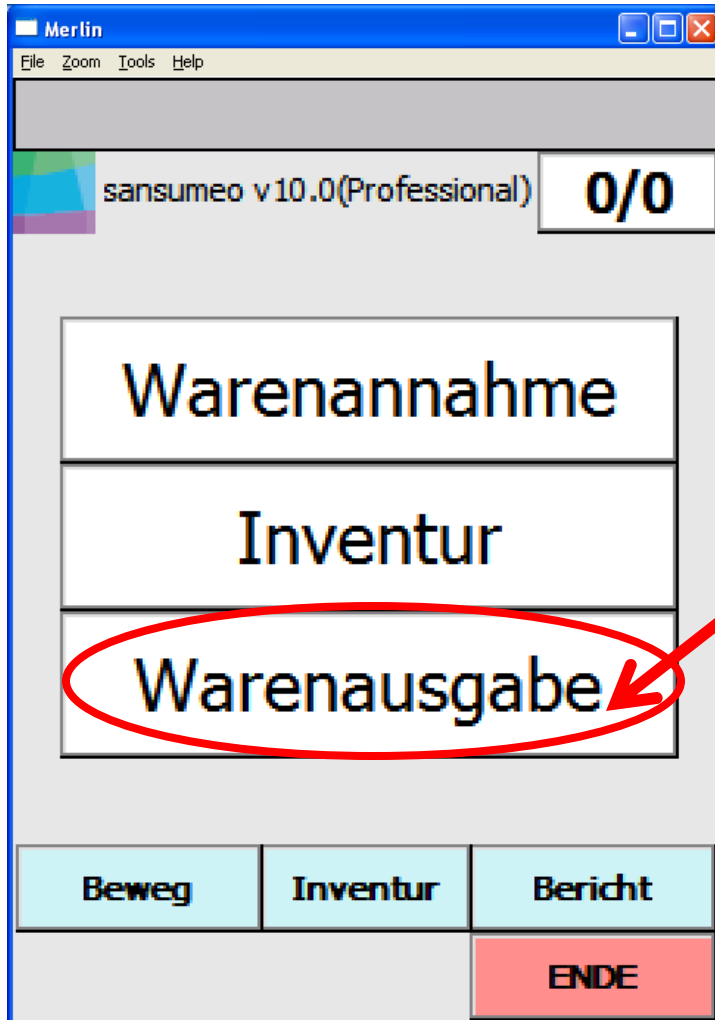 Merlin
File Zoom Tools Help
sansumeo v10.0(Professional) 0/0
Warenannahme
Inventur
Warenausgabe
Beweg Inventur Bericht
ENDE